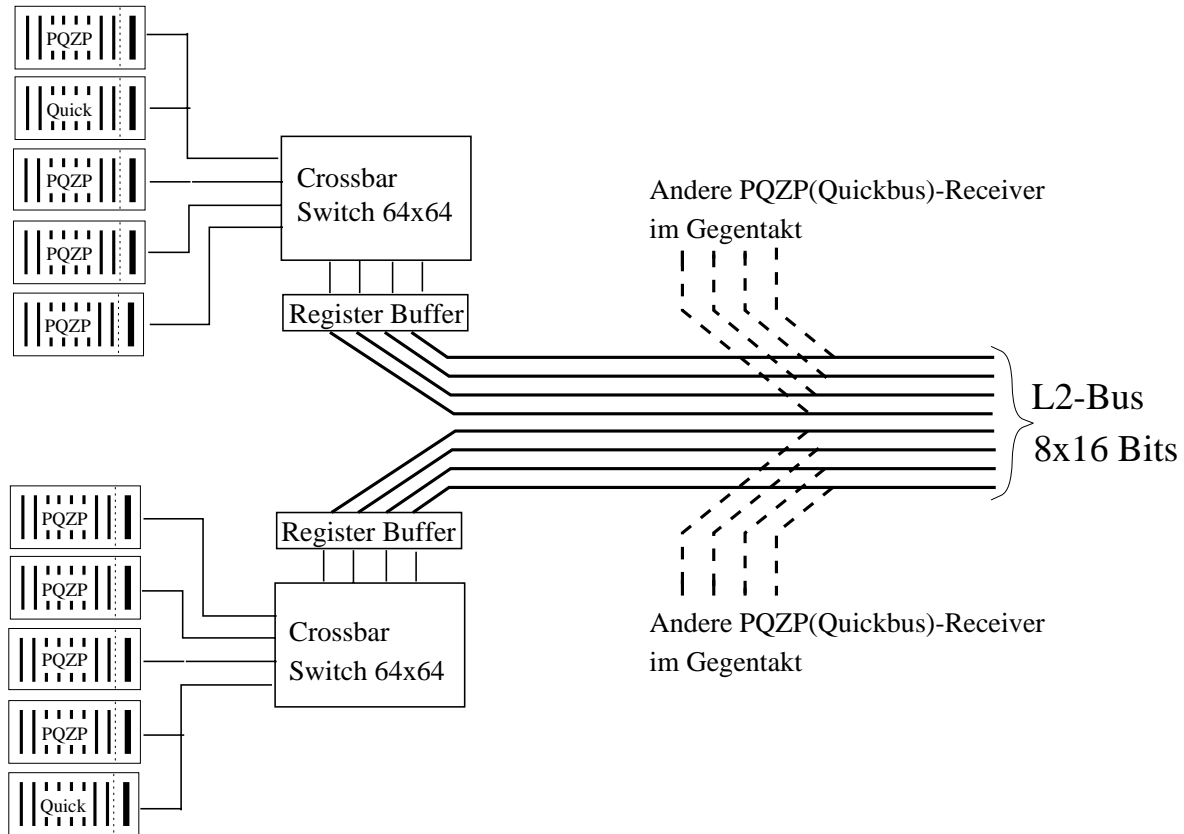 PQZP
Quick
PQZP
PQZP
PQZP
Crossbar
Switch 64x64
Register Buffer
Andere PQZP(Quickbus)-Receiver
im Gegentakt
L2-Bus
8x16 Bits
PQZP
PQZP
PQZP
PQZP
Quick
Register Buffer
Crossbar
Switch 64x64
Andere PQZP(Quickbus)-Receiver
im Gegentakt